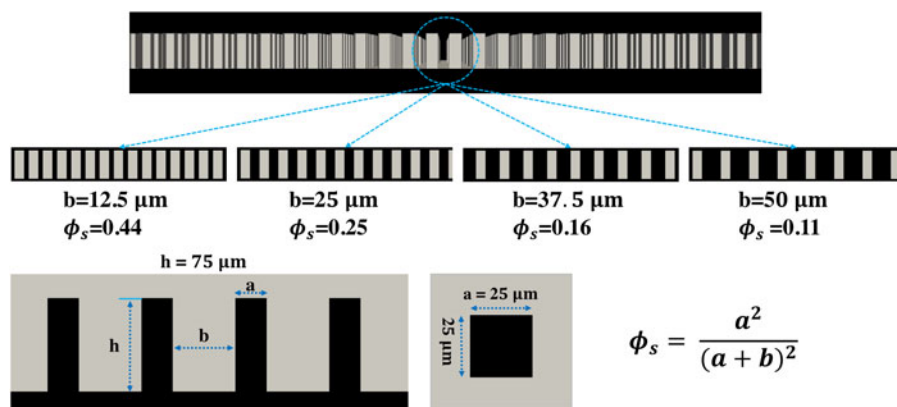 b=12.5 μm b=25 μm b=37.5 μm b=50 μm
ϕₛ=0.44 ϕₛ=0.25 ϕₛ=0.16 ϕₛ=0.11
h = 75 μm
a
h
b
a = 25 μm
25 μm
ϕₛ = a² / (a + b)²